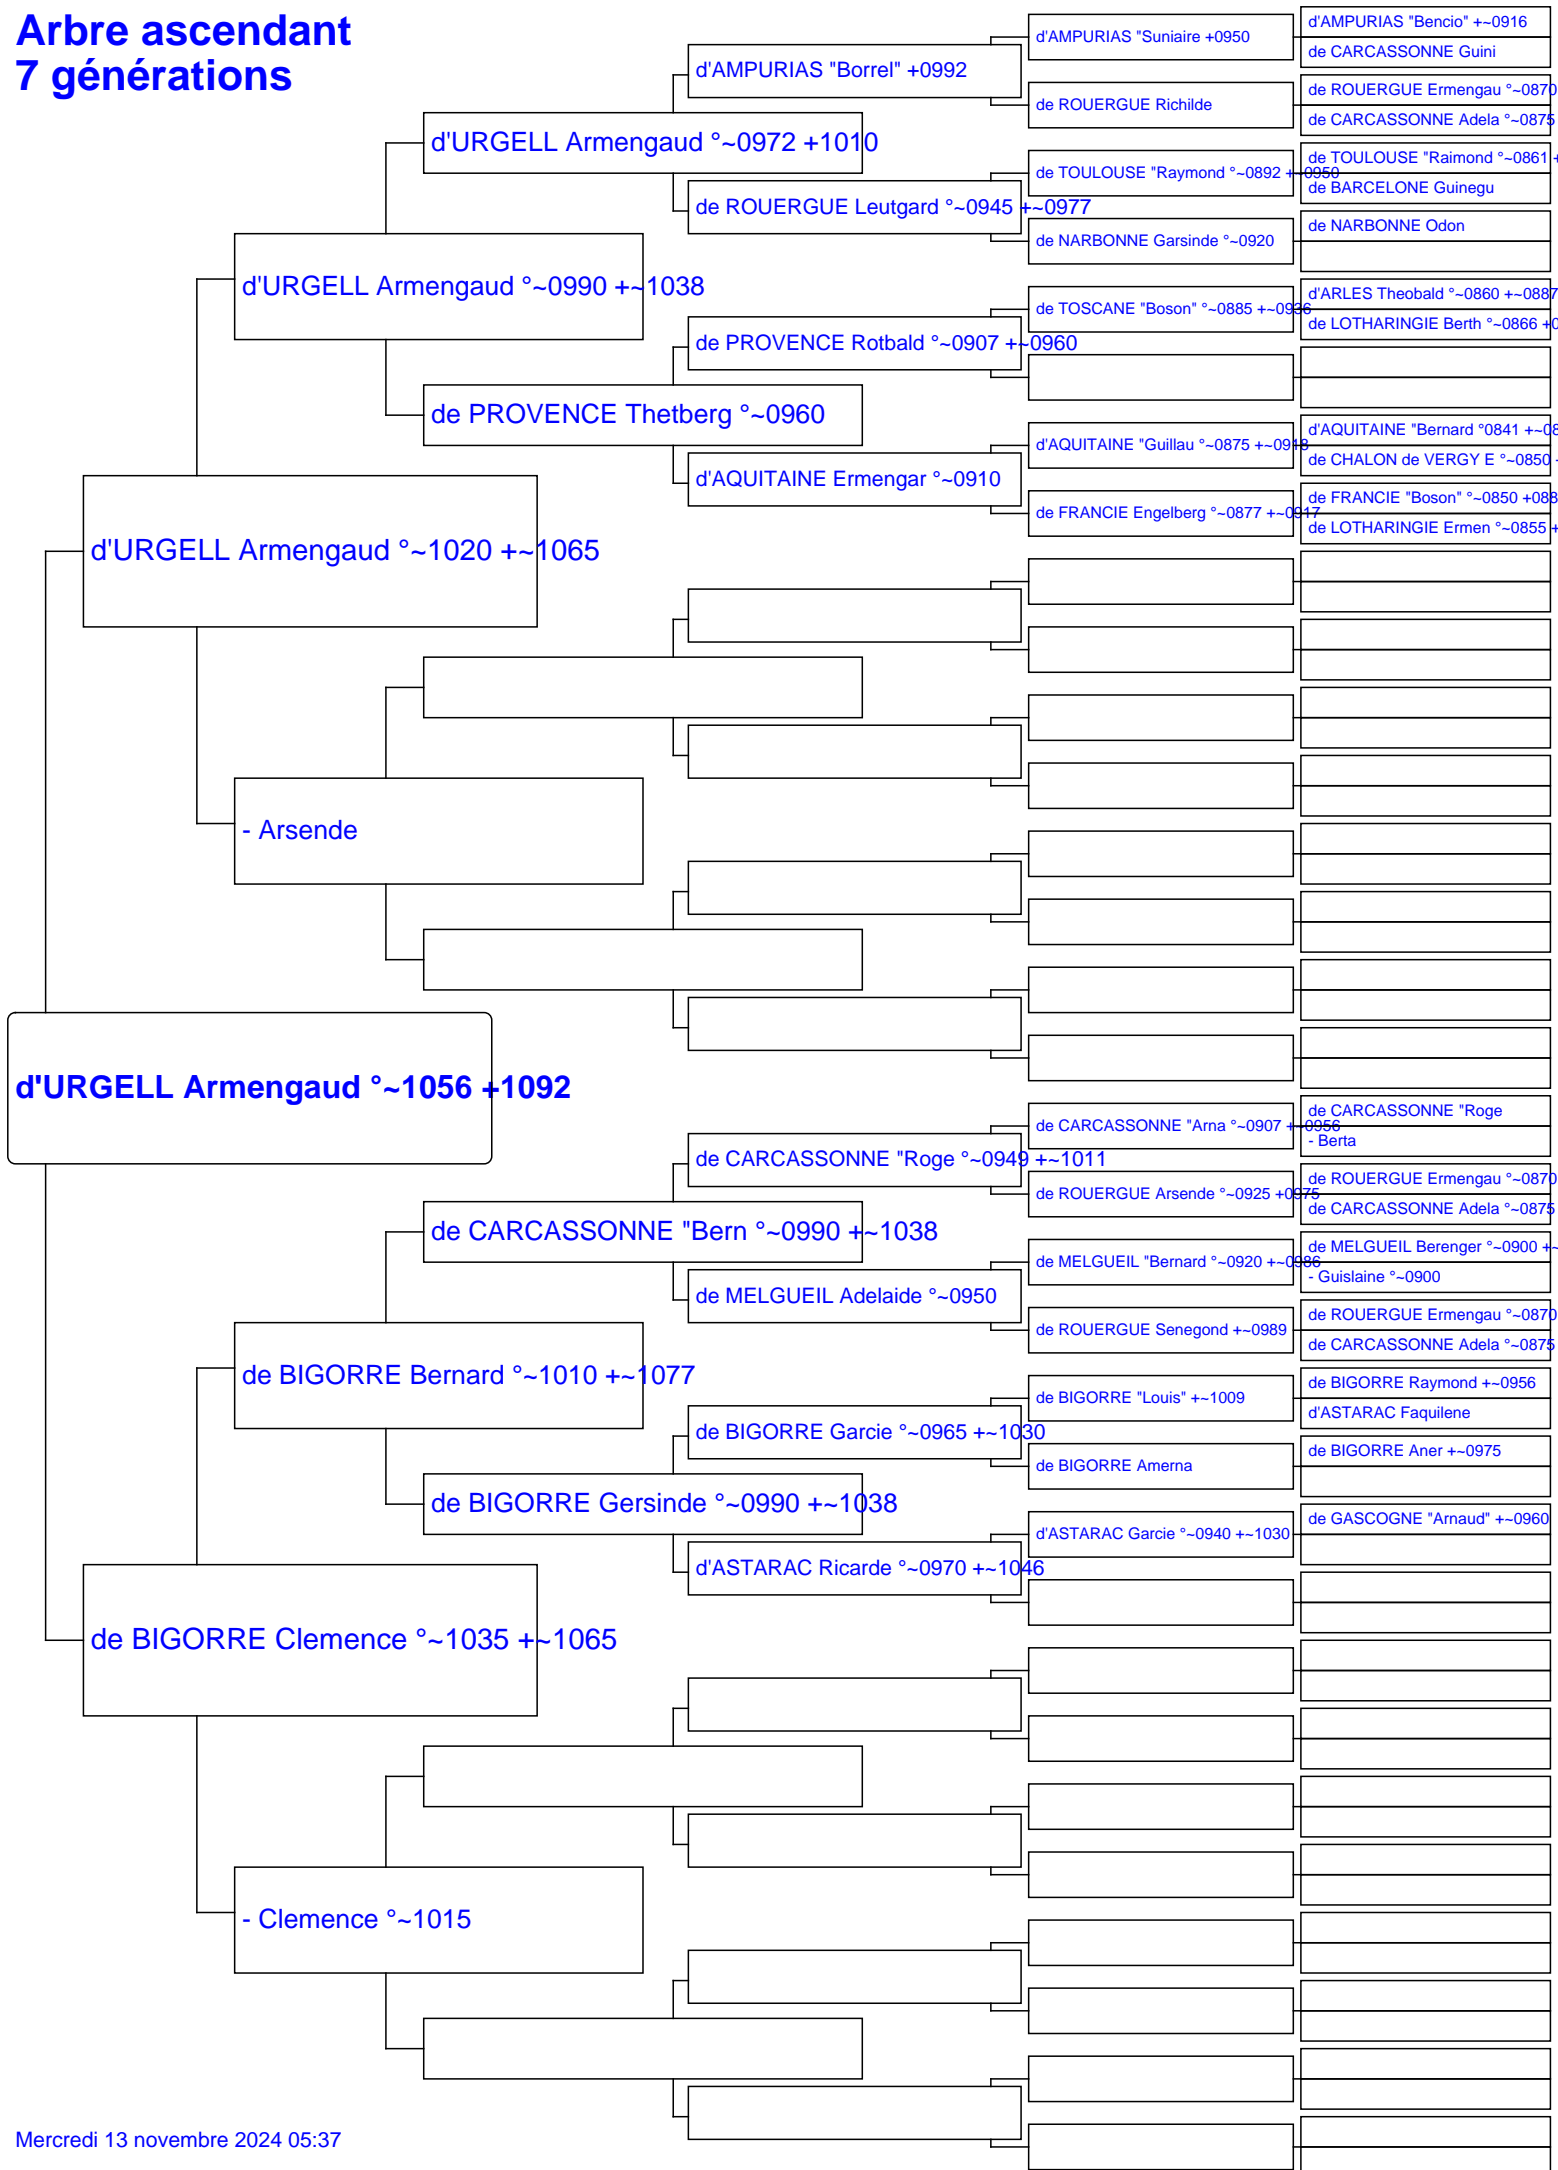 Arbre ascendant
7 générations
d'AMPURIAS "Bencio" +~0916
d'AMPURIAS "Suniaire +0950
de CARCASSONNE Guini
d'AMPURIAS "Borrel" +0992
de ROUERGUE Ermengau °~0870
de ROUERGUE Richilde
de CARCASSONNE Adela °~0875
d'URGELL Armengaud °~0972 +1010
de TOULOUSE "Raimond °~0861 +
de TOULOUSE "Raymond °~0892 +~0950
de BARCELONE Guinegu
de ROUERGUE Leutgard °~0945 +~0977
de NARBONNE Odon
de NARBONNE Garsinde °~0920
d'URGELL Armengaud °~0990 +~1038
d'ARLES Theobald °~0860 +~0887
de TOSCANE "Boson" °~0885 +~0936
de LOTHARINGIE Berth °~0866 +0
de PROVENCE Rotbald °~0907 +~0960
de PROVENCE Thetberg °~0960
d'AQUITAINE "Bernard °0841 +~08
d'AQUITAINE "Guillau °~0875 +~0918
de CHALON de VERGY E °~0850 +
d'AQUITAINE Ermengar °~0910
de FRANCIE "Boson" °~0850 +088
de FRANCIE Engelberg °~0877 +~0917
de LOTHARINGIE Ermen °~0855 +
d'URGELL Armengaud °~1020 +~1065
- Arsende
d'URGELL Armengaud °~1056 +1092
de CARCASSONNE "Roge
de CARCASSONNE "Arna °~0907 +~0956
- Berta
de CARCASSONNE "Roge °~0949 +~1011
de ROUERGUE Ermengau °~0870
de ROUERGUE Arsende °~0925 +0975
de CARCASSONNE Adela °~0875
de CARCASSONNE "Bern °~0990 +~1038
de MELGUEIL Berenger °~0900 +~
de MELGUEIL "Bernard °~0920 +~0986
- Guislaine °~0900
de MELGUEIL Adelaide °~0950
de ROUERGUE Ermengau °~0870
de ROUERGUE Senegond +~0989
de CARCASSONNE Adela °~0875
de BIGORRE Bernard °~1010 +~1077
de BIGORRE Raymond +~0956
de BIGORRE "Louis" +~1009
d'ASTARAC Faquilene
de BIGORRE Garcie °~0965 +~1030
de BIGORRE Aner +~0975
de BIGORRE Amerna
de BIGORRE Gersinde °~0990 +~1038
de GASCOGNE "Arnaud" +~0960
d'ASTARAC Garcie °~0940 +~1030
d'ASTARAC Ricarde °~0970 +~1046
de BIGORRE Clemence °~1035 +~1065
- Clemence °~1015
Mercredi 13 novembre 2024 05:37